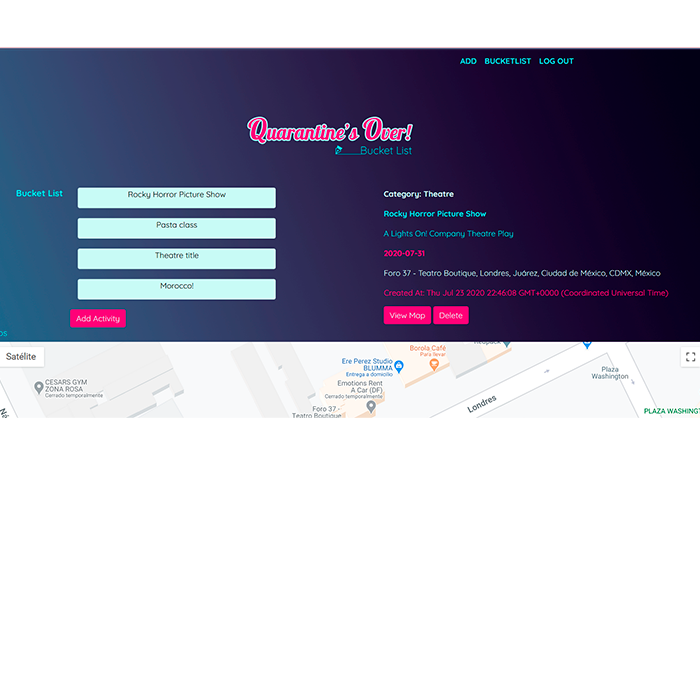 ADD BUCKETLIST LOG OUT
Quarantine's Over!
Bucket List
Bucket List
Rocky Horror Picture Show
Pasta class
Theatre title
Morocco!
Add Activity
Category: Theatre
Rocky Horror Picture Show
A Lights On! Company Theatre Play
2020-07-31
Foro 37 - Teatro Boutique, Londres, Juárez, Ciudad de México, CDMX, México
Created At: Thu Jul 23 2020 22:46:08 GMT+0000 (Coordinated Universal Time)
View Map Delete
Satélite
CESARS GYM
ZONA ROSA
Cerrado temporalmente
Ere Perez Studio
BLUMMA
Entrega a domicilio
Emotions Rent
A Car (DF)
Cerrado temporalmente
Foro 37 -
Teatro Boutique
Borola Café
Para llevar
Londres
Plaza
Washington
PLAZA WASHINGT